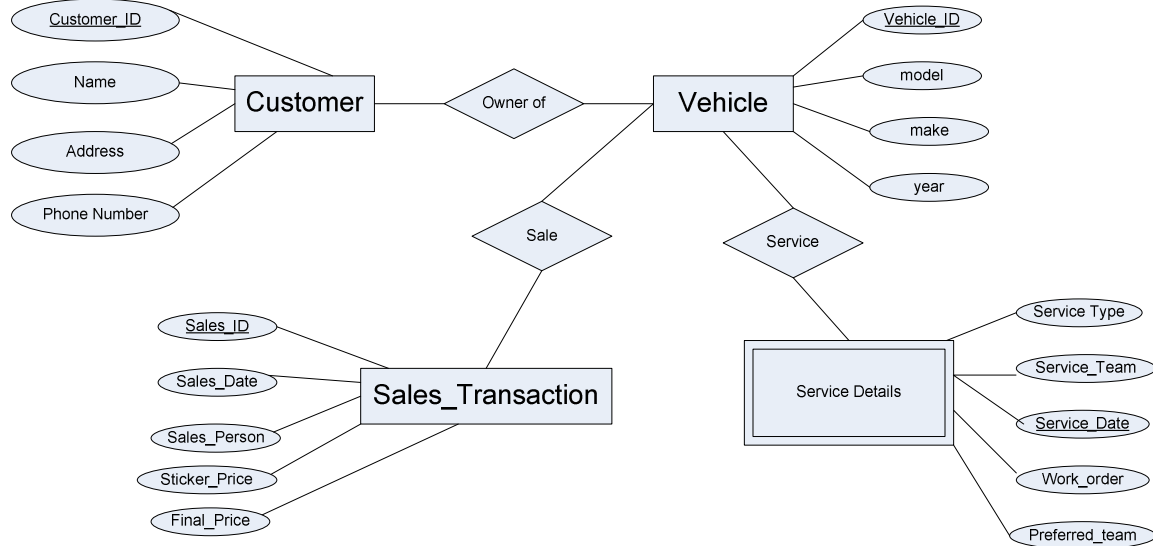 Customer_ID
Name
Address
Phone Number
Customer
Owner of
Vehicle
Vehicle_ID
model
make
year
Sale
Service
Sales_ID
Sales_Date
Sales_Person
Sticker_Price
Final_Price
Sales_Transaction
Service Details
Service Type
Service_Team
Service_Date
Work_order
Preferred_team